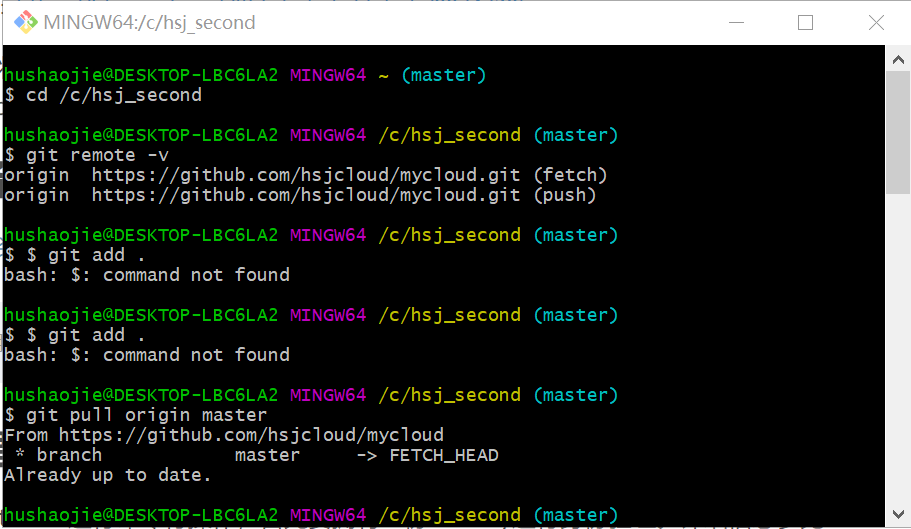 MINGW64:/c/hsj_second
hushaojie@DESKTOP-LBC6LA2 MINGW64 ~ (master)
$ cd /c/hsj_second
hushaojie@DESKTOP-LBC6LA2 MINGW64 /c/hsj_second (master)
$ git remote -v
origin  https://github.com/hsjcloud/mycloud.git (fetch)
origin  https://github.com/hsjcloud/mycloud.git (push)
hushaojie@DESKTOP-LBC6LA2 MINGW64 /c/hsj_second (master)
$ $ git add .
bash: $: command not found
hushaojie@DESKTOP-LBC6LA2 MINGW64 /c/hsj_second (master)
$ $ git add .
bash: $: command not found
hushaojie@DESKTOP-LBC6LA2 MINGW64 /c/hsj_second (master)
$ git pull origin master
From https://github.com/hsjcloud/mycloud
 * branch            master     -> FETCH_HEAD
Already up to date.
hushaojie@DESKTOP-LBC6LA2 MINGW64 /c/hsj_second (master)